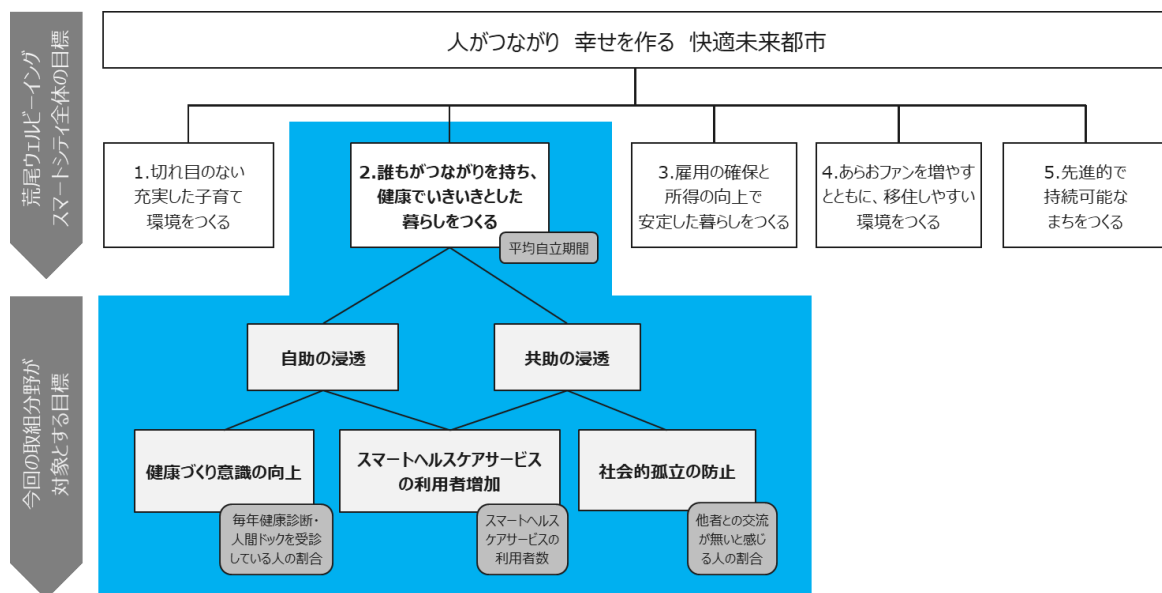 荒尾ウェルビーイング
スマートシティ全体の目標
人がつながり 幸せを作る 快適未来都市
1.切れ目のない
充実した子育て
環境をつくる
2.誰もがつながりを持ち、
健康でいきいきとした
暮らしをつくる
平均自立期間
3.雇用の確保と
所得の向上で
安定した暮らしをつくる
4.あらおファンを増やす
とともに、移住しやすい
環境をつくる
5.先進的で
持続可能な
まちをつくる
今回の取組分野が
対象とする目標
自助の浸透
共助の浸透
健康づくり意識の向上
毎年健康診断・
人間ドックを受診
している人の割合
スマートヘルスケアサービス
の利用者増加
スマートヘルス
ケアサービスの
利用者数
社会的孤立の防止
他者との交流
が無いと感じ
る人の割合